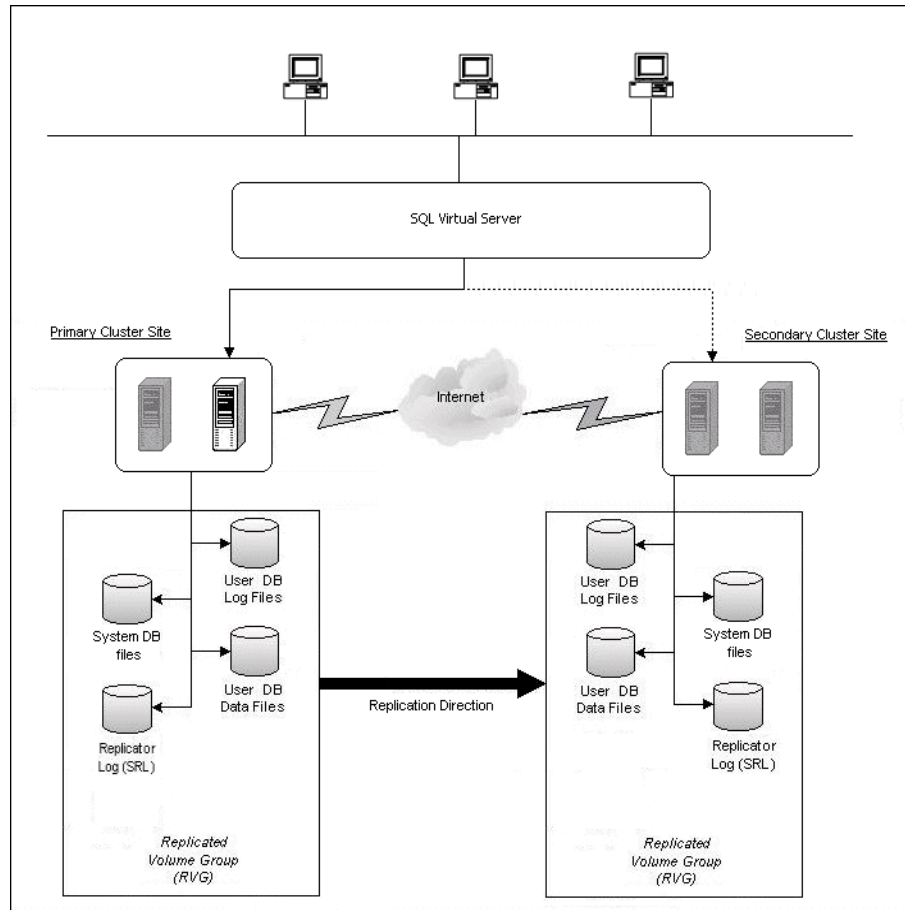 SQL Virtual Server
Primary Cluster Site
Secondary Cluster Site
Internet
User DB
Log Files
System DB
files
User DB
Data Files
Replicator
Log (SRL)
Replicated
Volume Group
(RVG)
Replication Direction
User DB
Log Files
System DB
files
User DB
Data Files
Replicator
Log (SRL)
Replicated
Volume Group
(RVG)